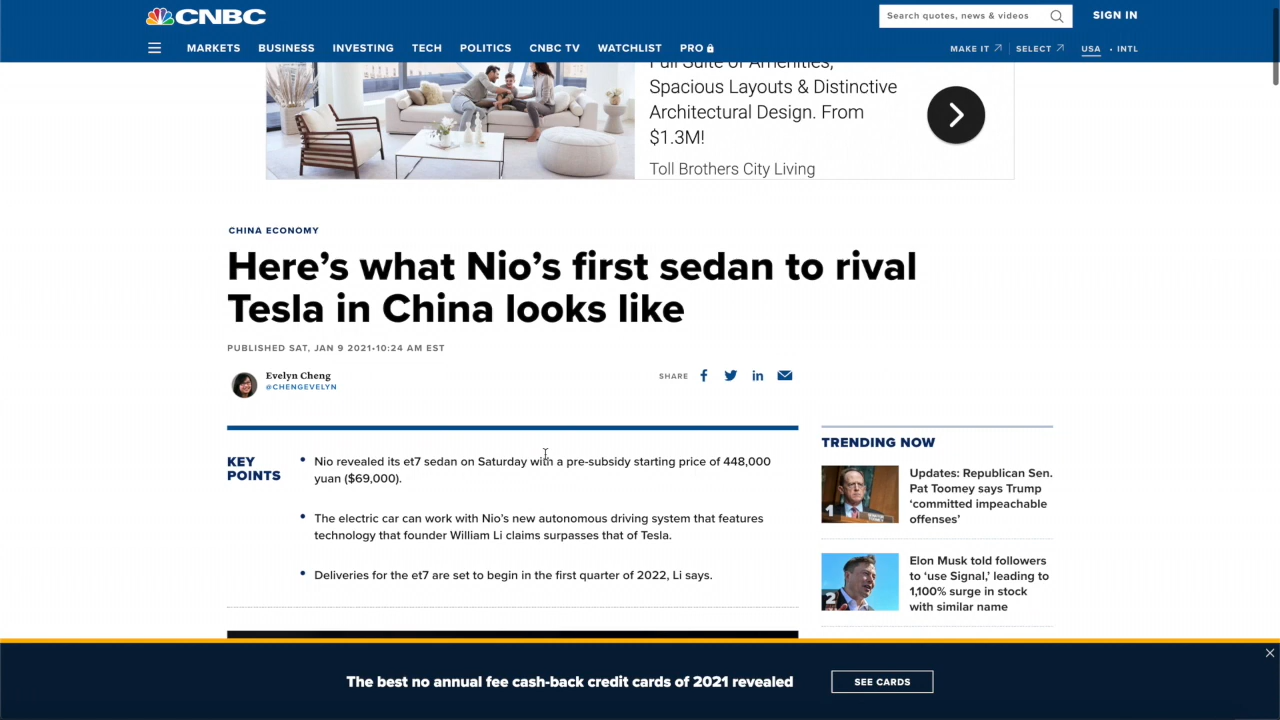 CNBC
Search quotes, news & videos
SIGN IN
MARKETS BUSINESS INVESTING TECH POLITICS CNBC TV WATCHLIST PRO
MAKE IT SELECT USA • INTL
Full Suite of Amenities,
Spacious Layouts & Distinctive
Architectural Design. From
$1.3M!
Toll Brothers City Living
CHINA ECONOMY
Here’s what Nio’s first sedan to rival
Tesla in China looks like
PUBLISHED SAT, JAN 9 2021•10:24 AM EST
Evelyn Cheng
@CHENGEVELYN
SHARE
KEY
POINTS
• Nio revealed its et7 sedan on Saturday with a pre-subsidy starting price of 448,000
yuan ($69,000).
• The electric car can work with Nio’s new autonomous driving system that features
technology that founder William Li claims surpasses that of Tesla.
• Deliveries for the et7 are set to begin in the first quarter of 2022, Li says.
TRENDING NOW
1
Updates: Republican Sen.
Pat Toomey says Trump
‘committed impeachable
offenses’
2
Elon Musk told followers
to ‘use Signal,’ leading to
1,100% surge in stock
with similar name
The best no annual fee cash-back credit cards of 2021 revealed
SEE CARDS